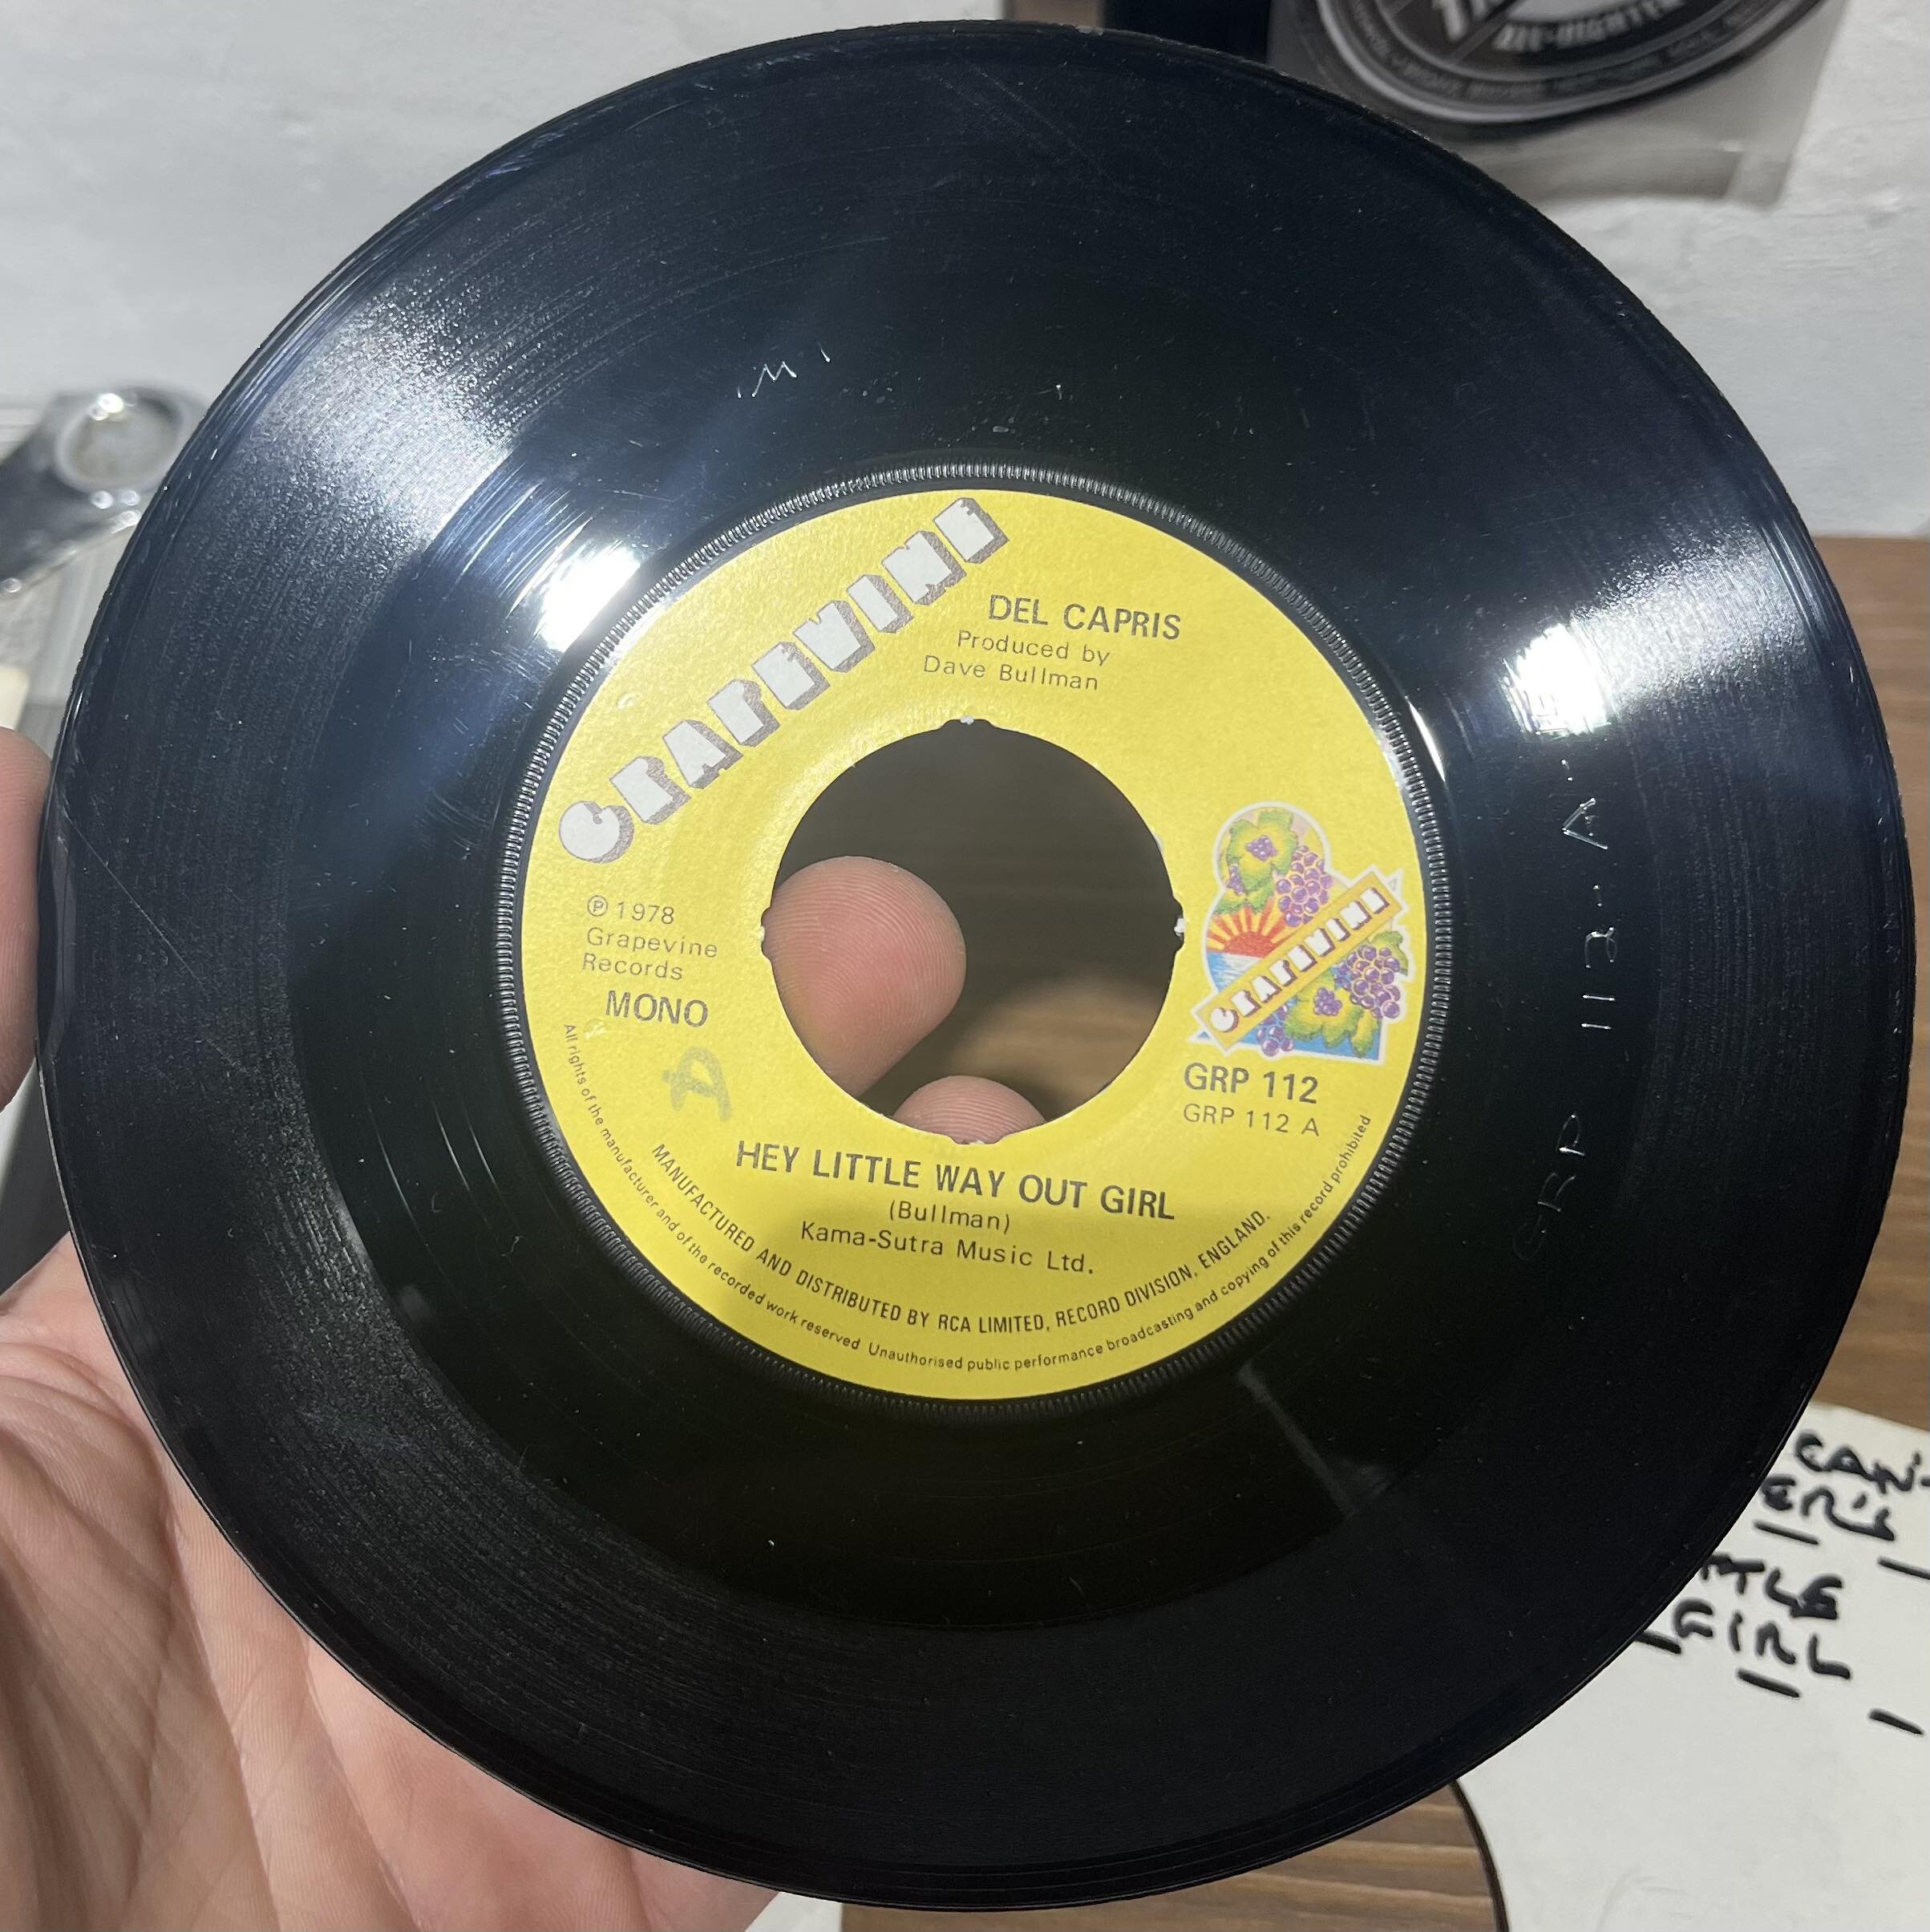 ALL-NIGHTER
GRAPEVINE
DEL CAPRIS
Produced by
Dave Bullman
℗ 1978
Grapevine
Records
MONO
GRAPEVINE
GRP 112
GRP 112 A
HEY LITTLE WAY OUT GIRL
(Bullman)
Kama-Sutra Music Ltd.
MANUFACTURED AND DISTRIBUTED BY RCA LIMITED, RECORD DIVISION, ENGLAND.
All rights of the manufacturer and of the recorded work reserved Unauthorised public performance broadcasting and copying of this record prohibited
GRP 112 - A -
GIRL